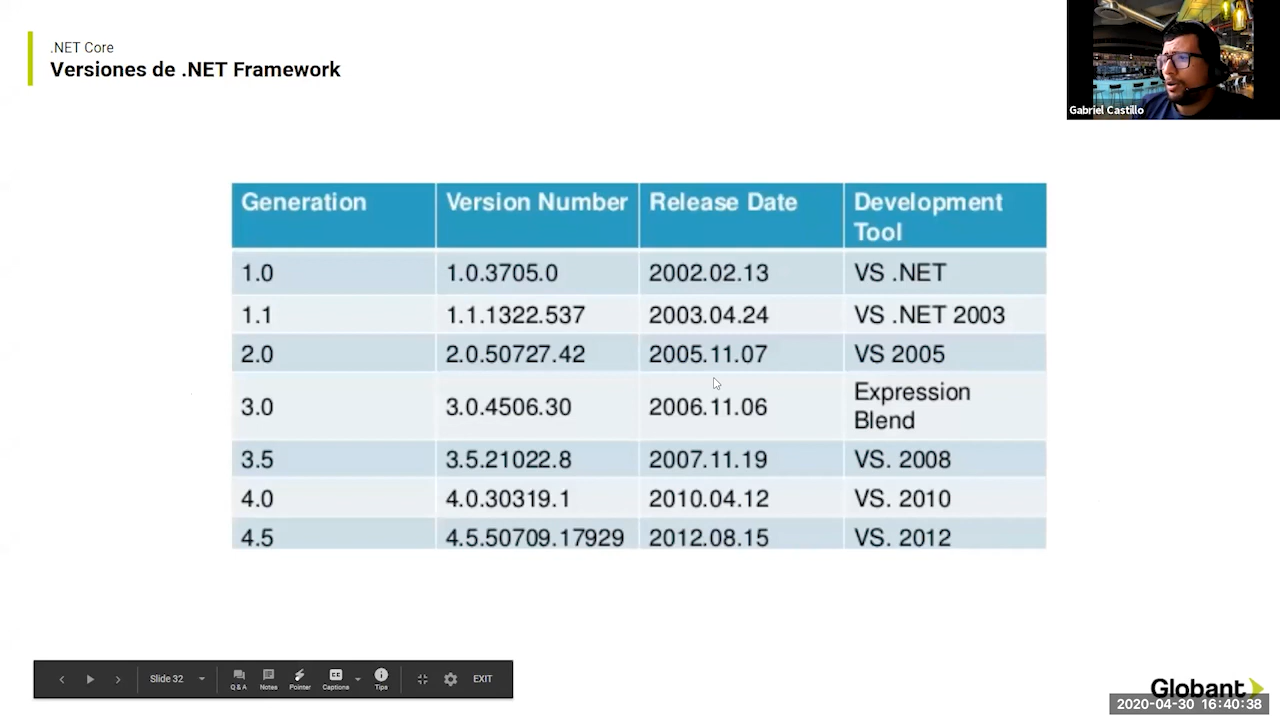 .NET Core
Versiones de .NET Framework
Gabriel Castillo
Generation Version Number Release Date Development Tool
1.0 1.0.3705.0 2002.02.13 VS .NET
1.1 1.1.1322.537 2003.04.24 VS .NET 2003
2.0 2.0.50727.42 2005.11.07 VS 2005
3.0 3.0.4506.30 2006.11.06 Expression Blend
3.5 3.5.21022.8 2007.11.19 VS. 2008
4.0 4.0.30319.1 2010.04.12 VS. 2010
4.5 4.5.50709.17929 2012.08.15 VS. 2012
Slide 32 Q & A Notes Pointer CC Captions Tips EXIT
Globant
2020-04-30 16:40:38